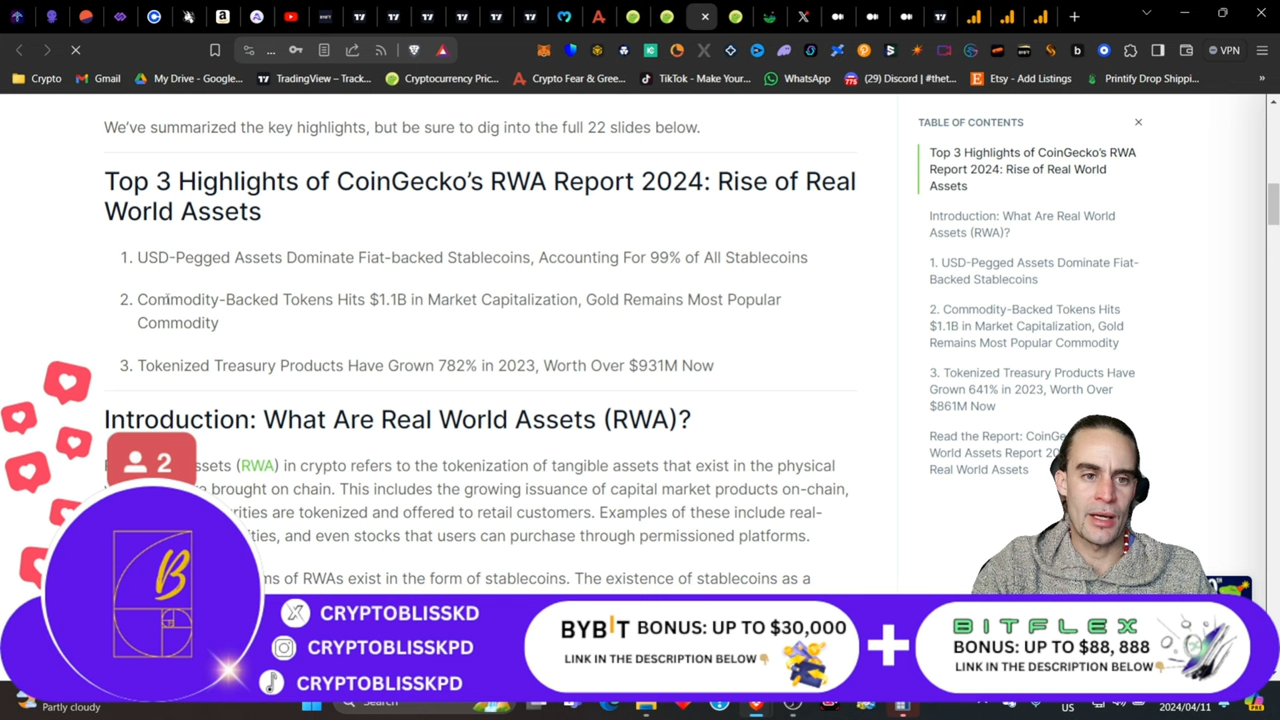 VPN
Crypto
Gmail
My Drive - Google...
TradingView – Track...
Cryptocurrency Pric...
Crypto Fear & Gree...
TikTok - Make Your...
WhatsApp
(29) Discord | #thet...
Etsy - Add Listings
Printify Drop Shippi...
We've summarized the key highlights, but be sure to dig into the full 22 slides below.
Top 3 Highlights of CoinGecko's RWA Report 2024: Rise of Real
World Assets
1. USD-Pegged Assets Dominate Fiat-backed Stablecoins, Accounting For 99% of All Stablecoins
2. Commodity-Backed Tokens Hits $1.1B in Market Capitalization, Gold Remains Most Popular
Commodity
3. Tokenized Treasury Products Have Grown 782% in 2023, Worth Over $931M Now
Introduction: What Are Real World Assets (RWA)?
ssets (RWA) in crypto refers to the tokenization of tangible assets that exist in the physical
brought on chain. This includes the growing issuance of capital market products on-chain,
rities are tokenized and offered to retail customers. Examples of these include real-
ties, and even stocks that users can purchase through permissioned platforms.
ms of RWAs exist in the form of stablecoins. The existence of stablecoins as a
TABLE OF CONTENTS
Top 3 Highlights of CoinGecko's RWA
Report 2024: Rise of Real World
Assets
Introduction: What Are Real World
Assets (RWA)?
1. USD-Pegged Assets Dominate Fiat-
Backed Stablecoins
2. Commodity-Backed Tokens Hits
$1.1B in Market Capitalization, Gold
Remains Most Popular Commodity
3. Tokenized Treasury Products Have
Grown 641% in 2023, Worth Over
$861M Now
Read the Report: CoinGe
World Assets Report 20
Real World Assets
2
B
CRYPTOBLISSKD
CRYPTOBLISSKPD
CRYPTOBLISSKPD
BYBIT BONUS: UP TO $30,000
LINK IN THE DESCRIPTION BELOW
+
BITFLEX
BONUS: UP TO $88, 888
LINK IN THE DESCRIPTION BELOW
Partly cloudy
Search
US
2024/04/11